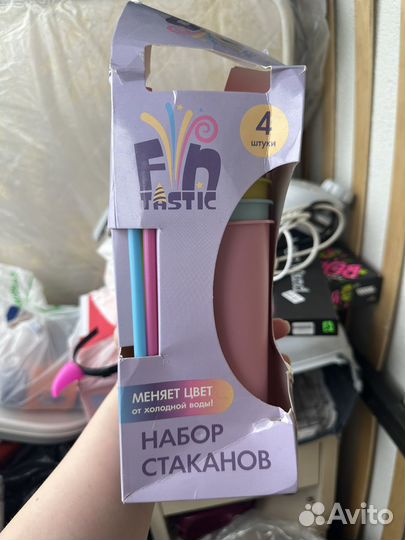 FUN
TASTIC
4
штуки
МЕНЯЕТ ЦВЕТ
от холодной воды!
НАБОР
СТАКАНОВ
Avito